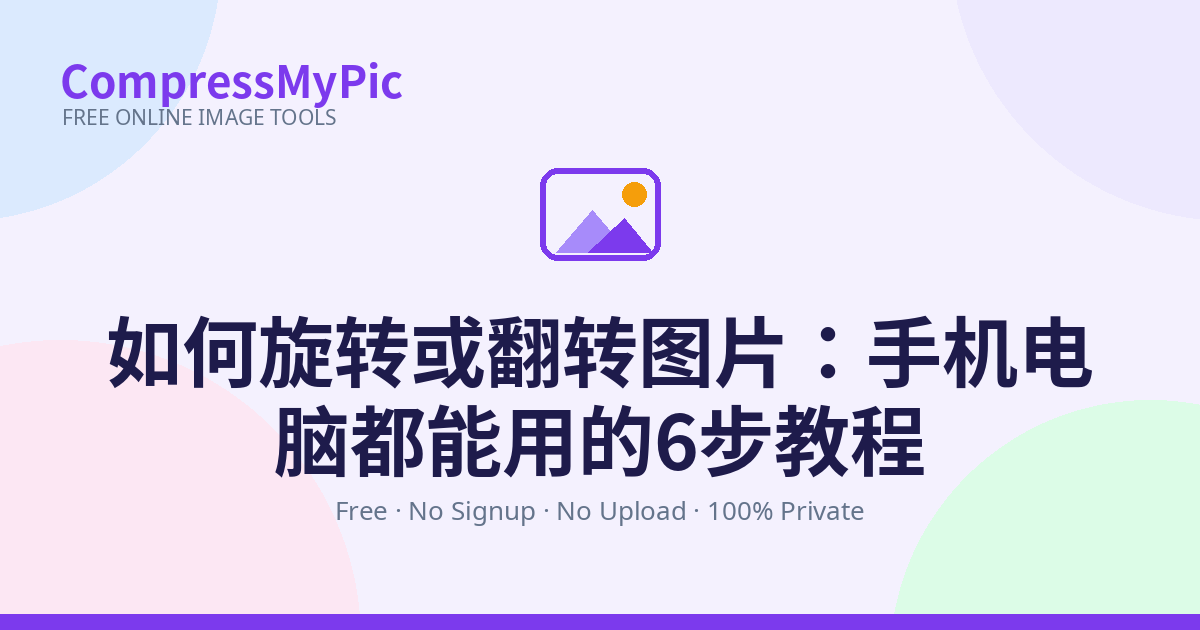 CompressMyPic
FREE ONLINE IMAGE TOOLS
如何旋转或翻转图片：手机电
脑都能用的6步教程
Free · No Signup · No Upload · 100% Private